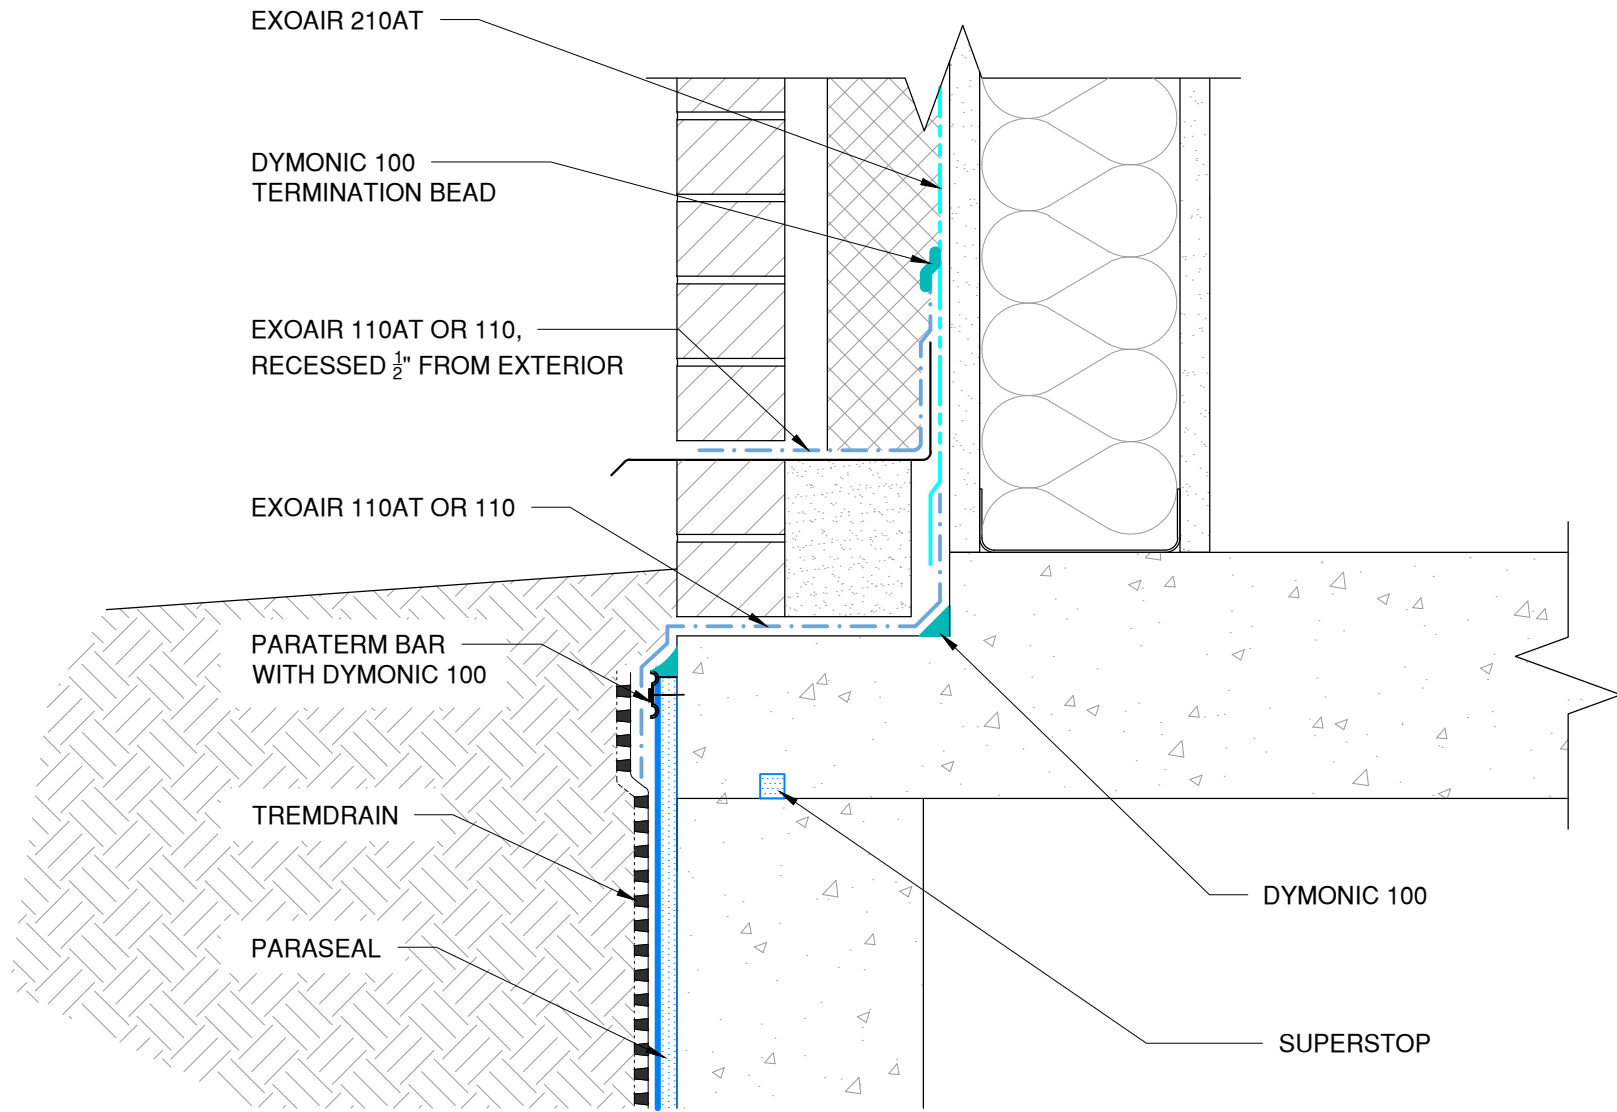 EXOAIR 210AT
DYMONIC 100
TERMINATION BEAD
EXOAIR 110AT OR 110,
RECESSED 1/2" FROM EXTERIOR
EXOAIR 110AT OR 110
PARATERM BAR
WITH DYMONIC 100
TREMDRAIN
PARASEAL
DYMONIC 100
SUPERSTOP